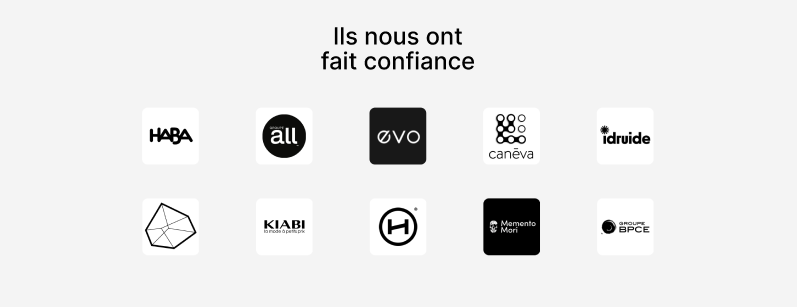 Ils nous ont
fait confiance
HABA
all
evo
canēva
idruide
KIABI
la mode à petits prix
H
Memento
Mori
GROUPE
BPCE